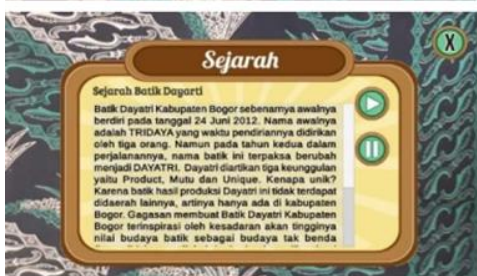 Sejarah
X
Sejarah Batik Dayarti
Batik Dayatri Kabupaten Bogor sebenarnya awalnya
berdiri pada tanggal 24 Juni 2012. Nama awalnya
adalah TRIDAYA yang waktu pendiriannya didirikan
oleh tiga orang. Namun pada tahun kedua dalam
perjalanannya, nama batik ini terpaksa berubah
menjadi DAYATRI. Dayatri diartikan tiga keunggulan
yaitu Product, Mutu dan Unique. Kenapa unik?
Karena batik hasil produksi Dayatri ini tidak terdapat
didaerah lainnya, artinya hanya ada di kabupaten
Bogor. Gagasan membuat Batik Dayatri Kabupaten
Bogor terinspirasi oleh kesadaran akan tingginya
nilai budaya batik sebagai budaya tak benda